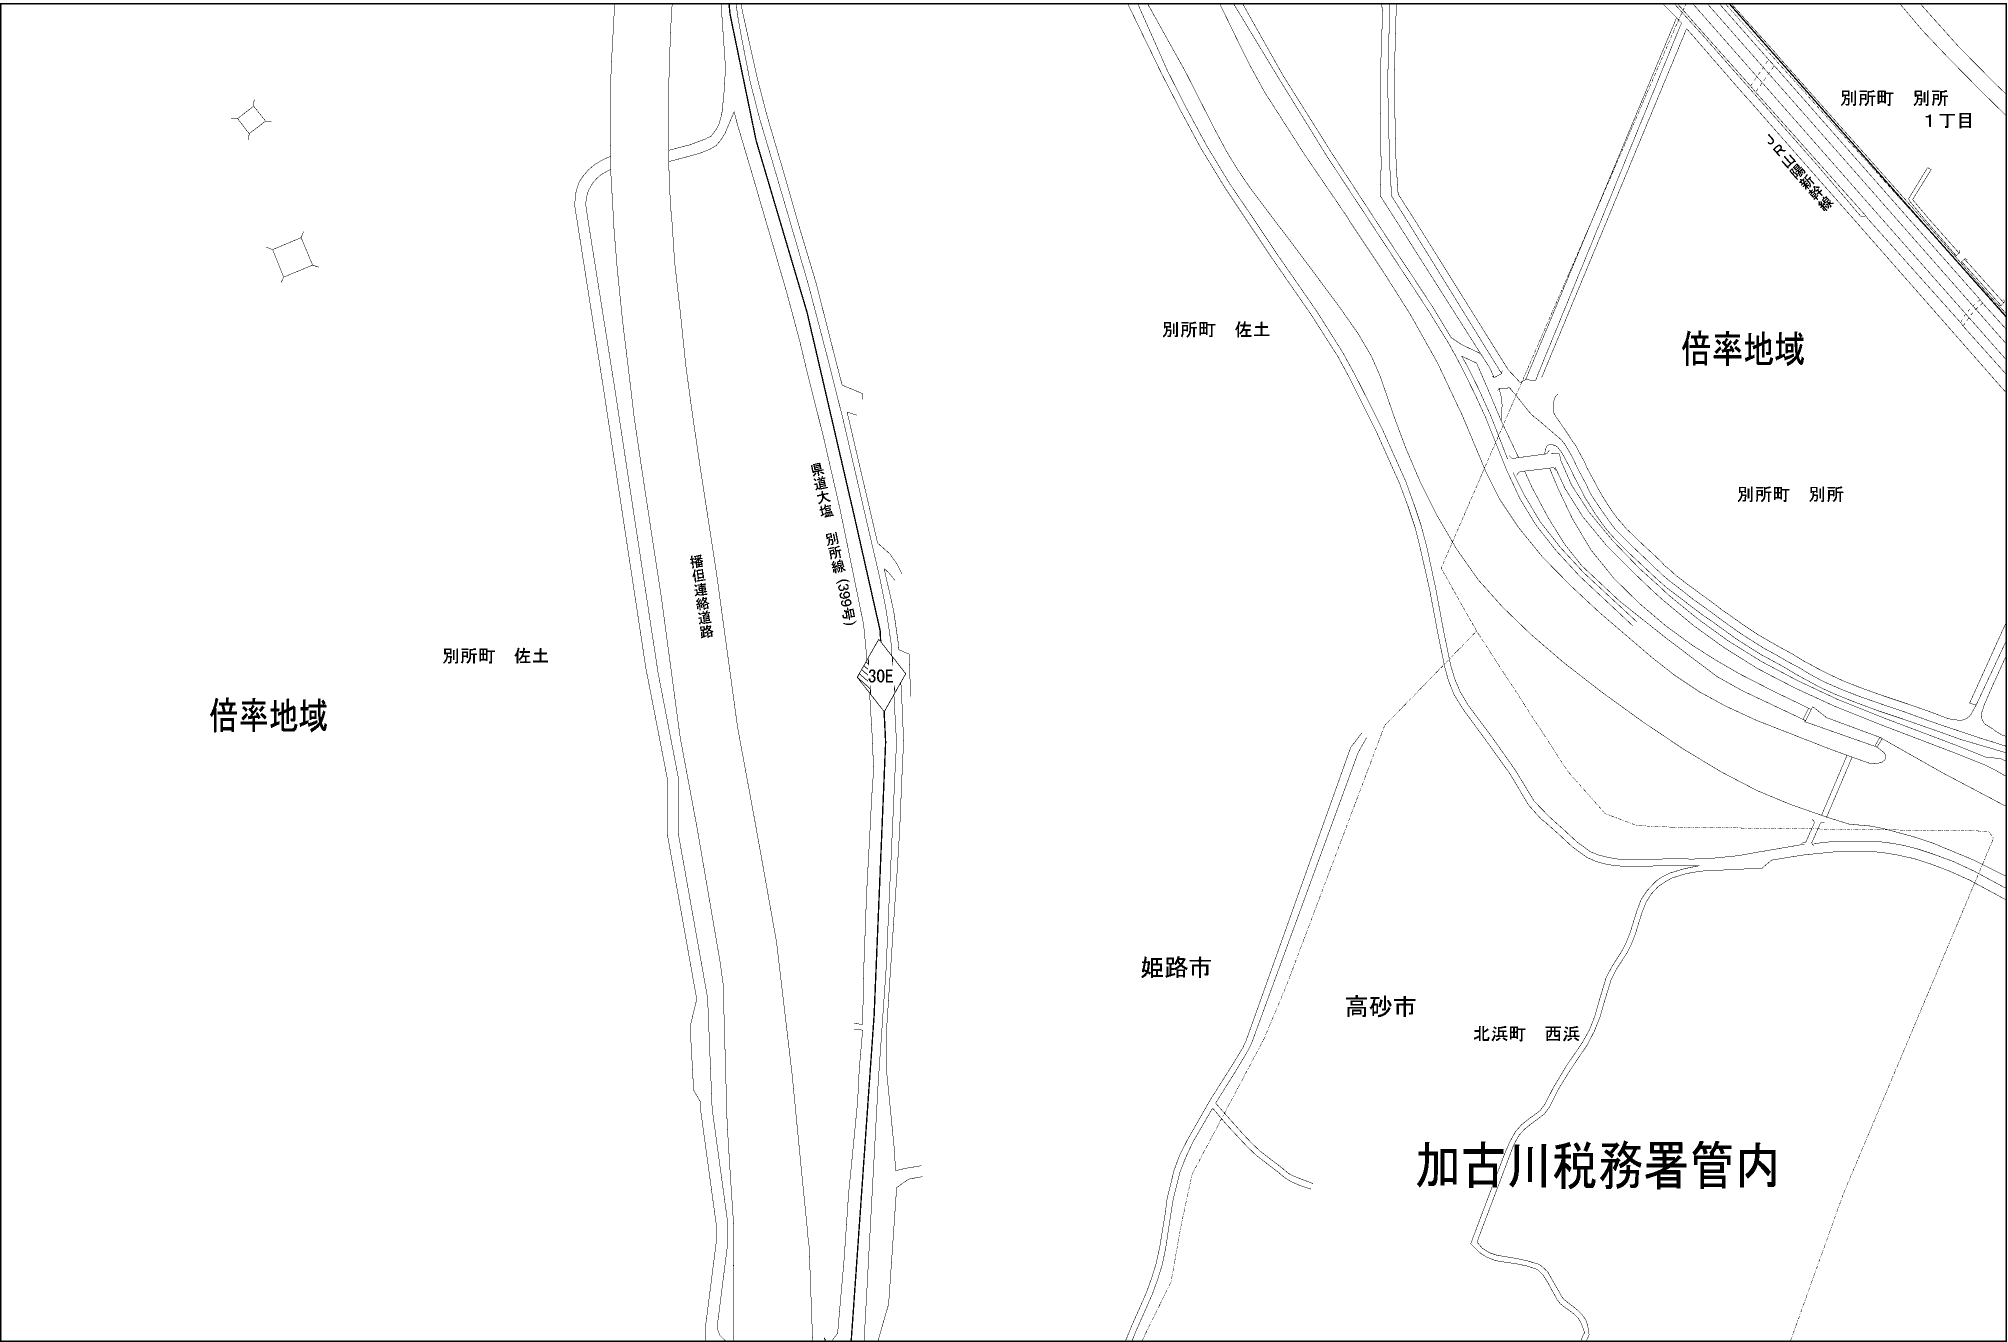 別所町　別所
１丁目
JR山陽新幹線
別所町　佐土
倍率地域
別所町　別所
県道大塩　別所線(399号)
播但連絡道路
別所町　佐土
30E
倍率地域
姫路市
高砂市
北浜町　西浜
加古川税務署管内